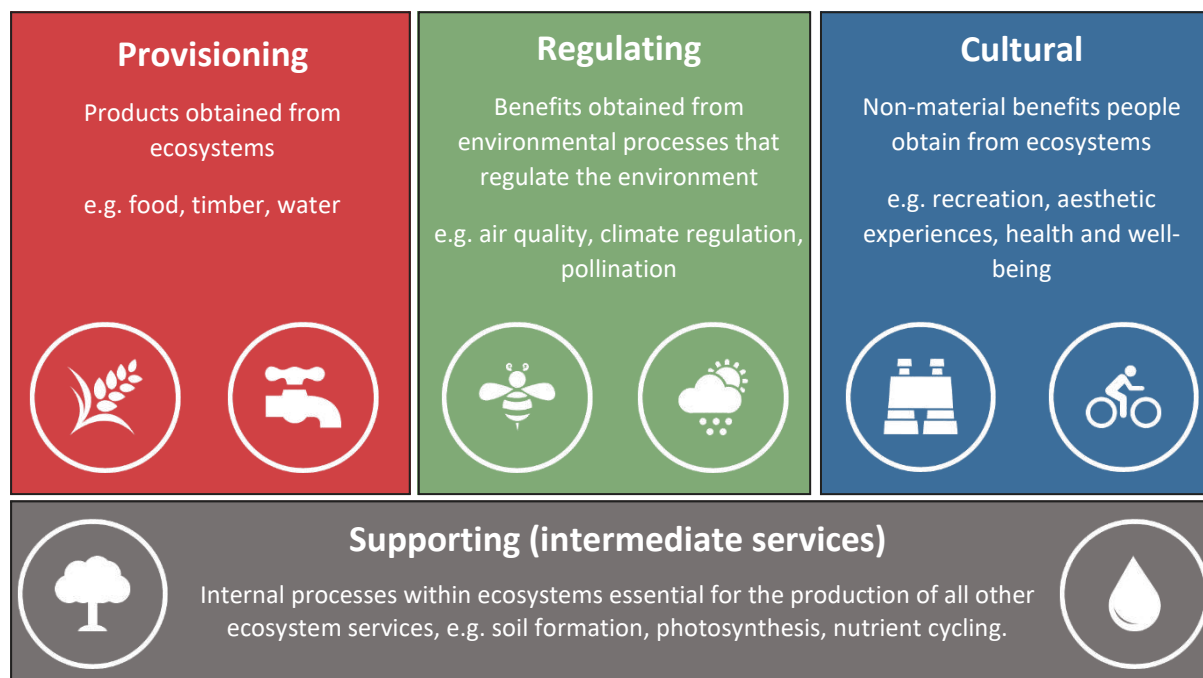 Provisioning
Products obtained from
ecosystems
e.g. food, timber, water
Regulating
Benefits obtained from
environmental processes that
regulate the environment
e.g. air quality, climate regulation,
pollination
Cultural
Non-material benefits people
obtain from ecosystems
e.g. recreation, aesthetic
experiences, health and well-
being
Supporting (intermediate services)
Internal processes within ecosystems essential for the production of all other
ecosystem services, e.g. soil formation, photosynthesis, nutrient cycling.